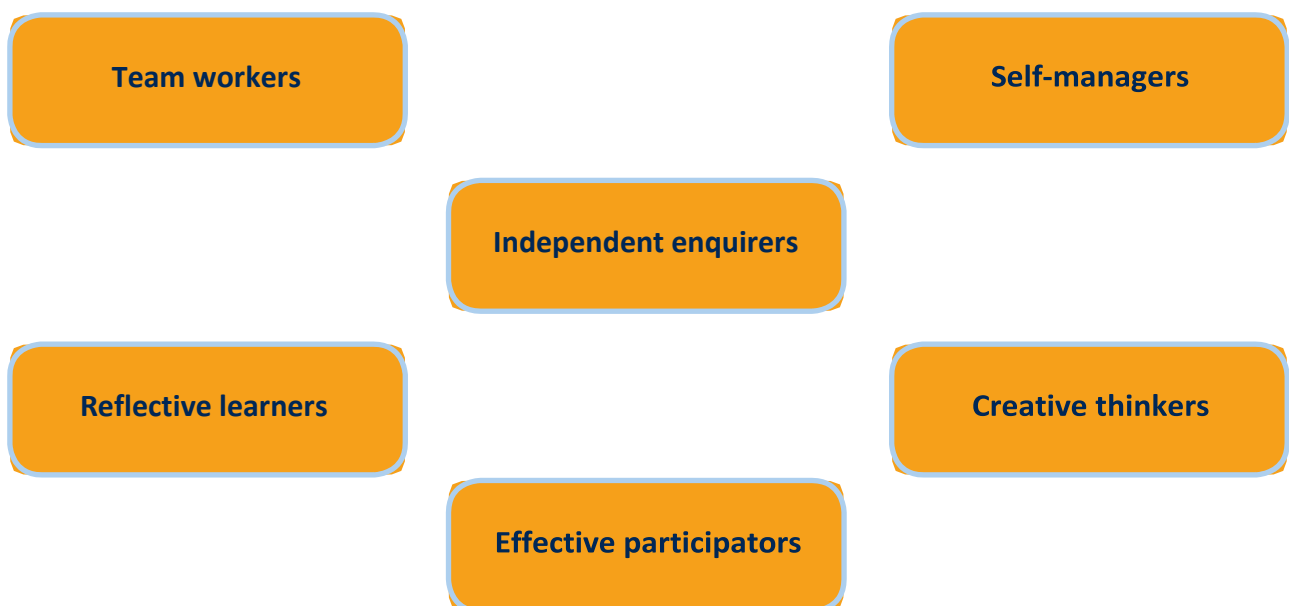 Team workers
Self-managers
Independent enquirers
Reflective learners
Creative thinkers
Effective participators